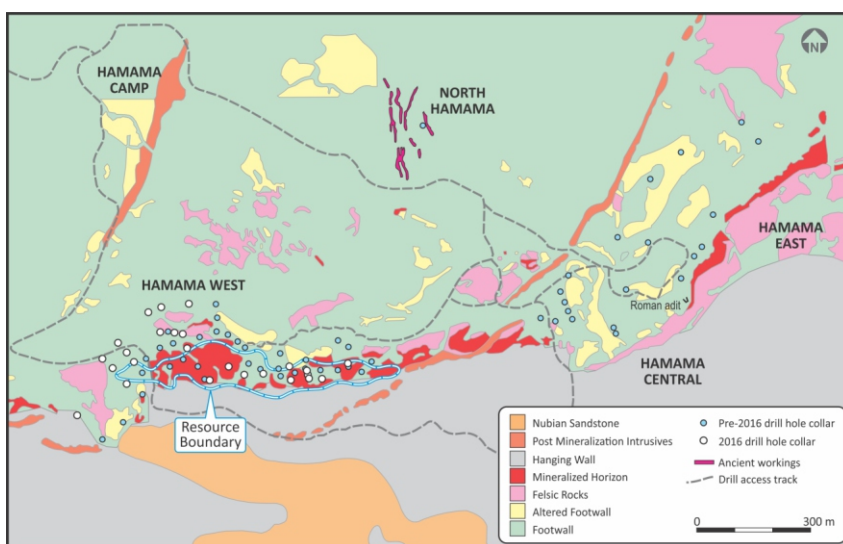 N
HAMAMA
CAMP
NORTH
HAMAMA
HAMAMA
EAST
HAMAMA WEST
Roman adit
HAMAMA
CENTRAL
Resource
Boundary
Nubian Sandstone
Post Mineralization Intrusives
Hanging Wall
Mineralized Horizon
Felsic Rocks
Altered Footwall
Footwall
Pre-2016 drill hole collar
2016 drill hole collar
Ancient workings
Drill access track
0 300 m